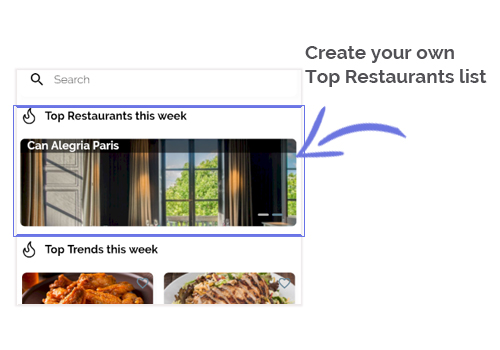 Create your own
Top Restaurants list
Search
Top Restaurants this week
Can Alegria Paris
Top Trends this week